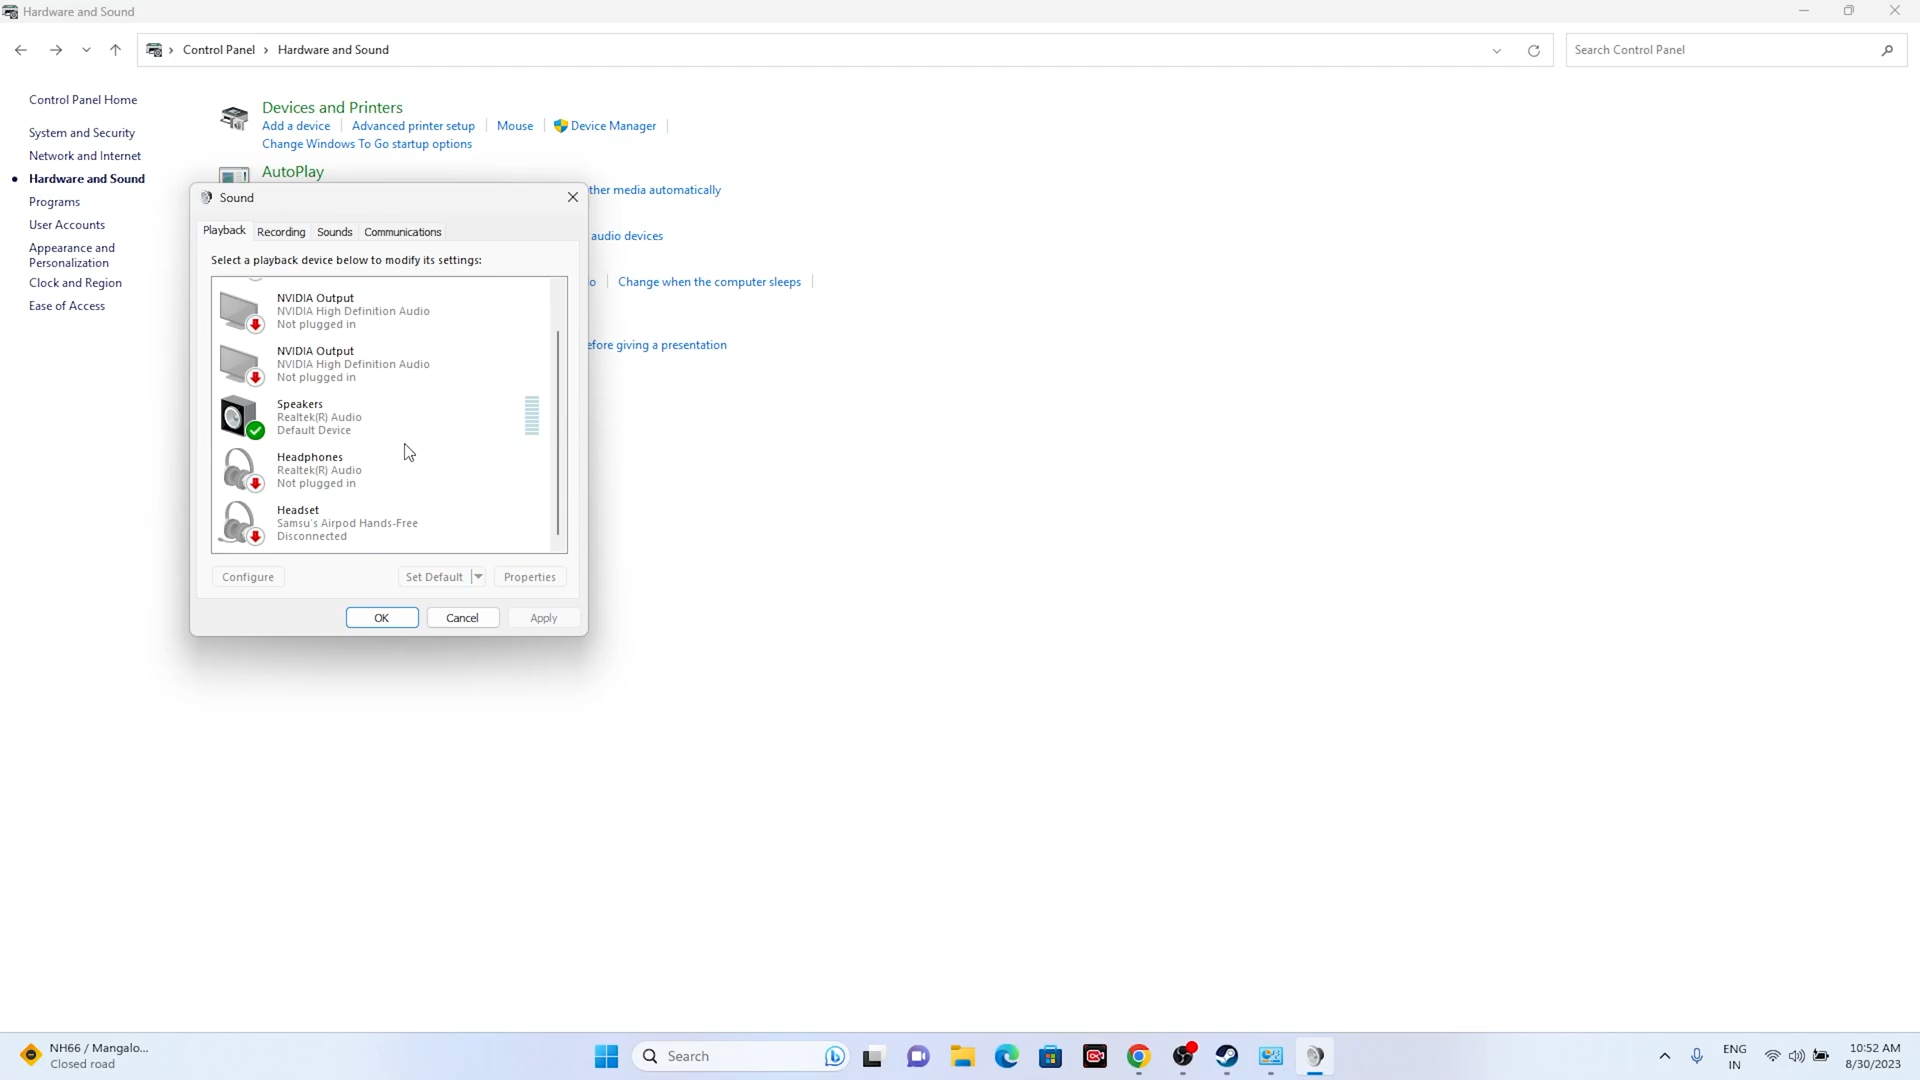 Hardware and Sound
Control Panel > Hardware and Sound
Search Control Panel
Control Panel Home
System and Security
Network and Internet
Hardware and Sound
Programs
User Accounts
Appearance and
Personalization
Clock and Region
Ease of Access
Devices and Printers
Add a device | Advanced printer setup | Mouse | Device Manager |
Change Windows To Go startup options
AutoPlay
ther media automatically
audio devices
o | Change when the computer sleeps |
efore giving a presentation
Sound
Playback Recording Sounds Communications
Select a playback device below to modify its settings:
NVIDIA Output
NVIDIA High Definition Audio
Not plugged in
NVIDIA Output
NVIDIA High Definition Audio
Not plugged in
Speakers
Realtek(R) Audio
Default Device
Headphones
Realtek(R) Audio
Not plugged in
Headset
Samsu's Airpod Hands-Free
Disconnected
Configure Set Default Properties
OK Cancel Apply
NH66 / Mangalo...
Closed road
Search
ENG
IN
10:52 AM
8/30/2023